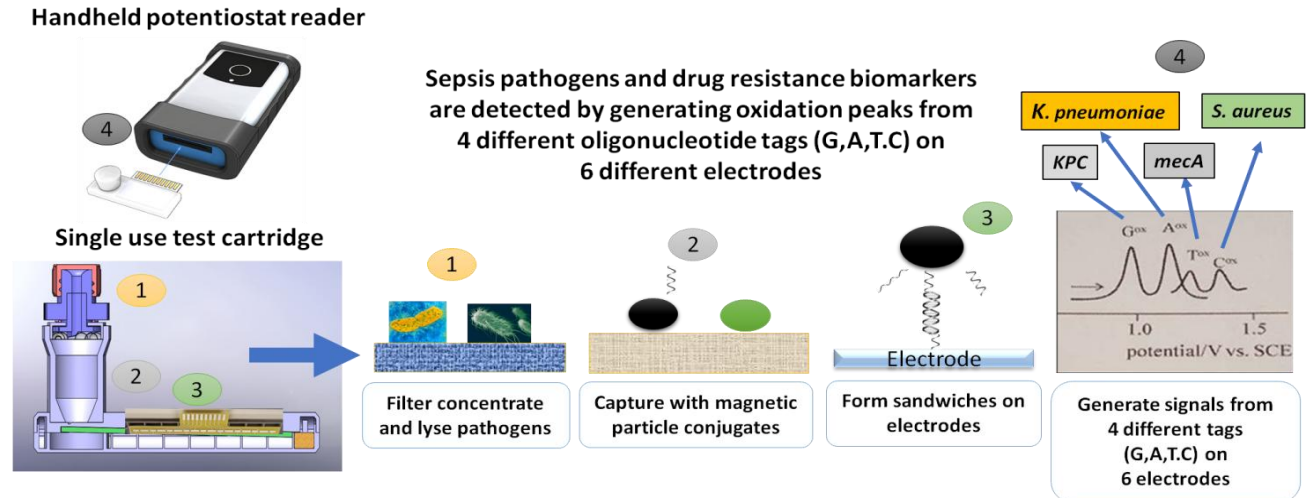 Handheld potentiostat reader
4
Single use test cartridge
1
2
3
Sepsis pathogens and drug resistance biomarkers
are detected by generating oxidation peaks from
4 different oligonucleotide tags (G,A,T.C) on
6 different electrodes
1
Filter concentrate
and lyse pathogens
2
Capture with magnetic
particle conjugates
3
Electrode
Form sandwiches on
electrodes
4
K. pneumoniae
S. aureus
KPC
mecA
Gox
Aox
Tox
Cox
1.0
1.5
potential/V vs. SCE
Generate signals from
4 different tags
(G,A,T.C) on
6 electrodes